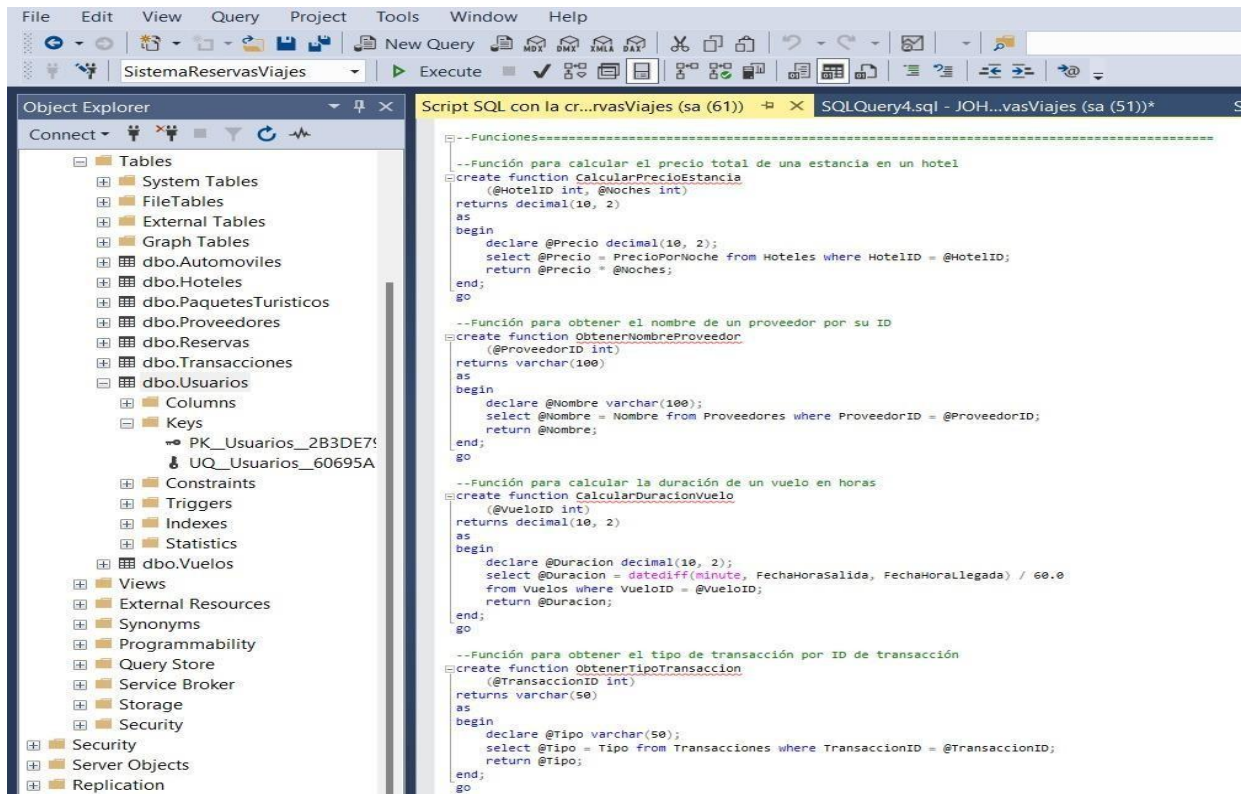 File Edit View Query Project Tools Window Help
New Query MDX DMX XMLA DAX
SistemaReservasViajes Execute
Object Explorer
Connect
Tables
System Tables
FileTables
External Tables
Graph Tables
dbo.Automoviles
dbo.Hoteles
dbo.PaquetesTuristicos
dbo.Proveedores
dbo.Reservas
dbo.Transacciones
dbo.Usuarios
Columns
Keys
PK__Usuarios__2B3DE79
UQ__Usuarios__60695A
Constraints
Triggers
Indexes
Statistics
dbo.Vuelos
Views
External Resources
Synonyms
Programmability
Query Store
Service Broker
Storage
Security
Security
Server Objects
Replication
Script SQL con la cr...rvasViajes (sa (61)) SQLQuery4.sql - JOH...vasViajes (sa (51))* S
--Funciones==========================================================================================
--Función para calcular el precio total de una estancia en un hotel
create function CalcularPrecioEstancia
(@HotelID int, @Noches int)
returns decimal(10, 2)
as
begin
declare @Precio decimal(10, 2);
select @Precio = PrecioPorNoche from Hoteles where HotelID = @HotelID;
return @Precio * @Noches;
end;
go
--Función para obtener el nombre de un proveedor por su ID
create function ObtenerNombreProveedor
(@ProveedorID int)
returns varchar(100)
as
begin
declare @Nombre varchar(100);
select @Nombre = Nombre from Proveedores where ProveedorID = @ProveedorID;
return @Nombre;
end;
go
--Función para calcular la duración de un vuelo en horas
create function CalcularDuracionVuelo
(@VueloID int)
returns decimal(10, 2)
as
begin
declare @Duracion decimal(10, 2);
select @Duracion = datediff(minute, FechaHoraSalida, FechaHoraLlegada) / 60.0
from Vuelos where VueloID = @VueloID;
return @Duracion;
end;
go
--Función para obtener el tipo de transacción por ID de transacción
create function ObtenerTipoTransaccion
(@TransaccionID int)
returns varchar(50)
as
begin
declare @Tipo varchar(50);
select @Tipo = Tipo from Transacciones where TransaccionID = @TransaccionID;
return @Tipo;
end;
go